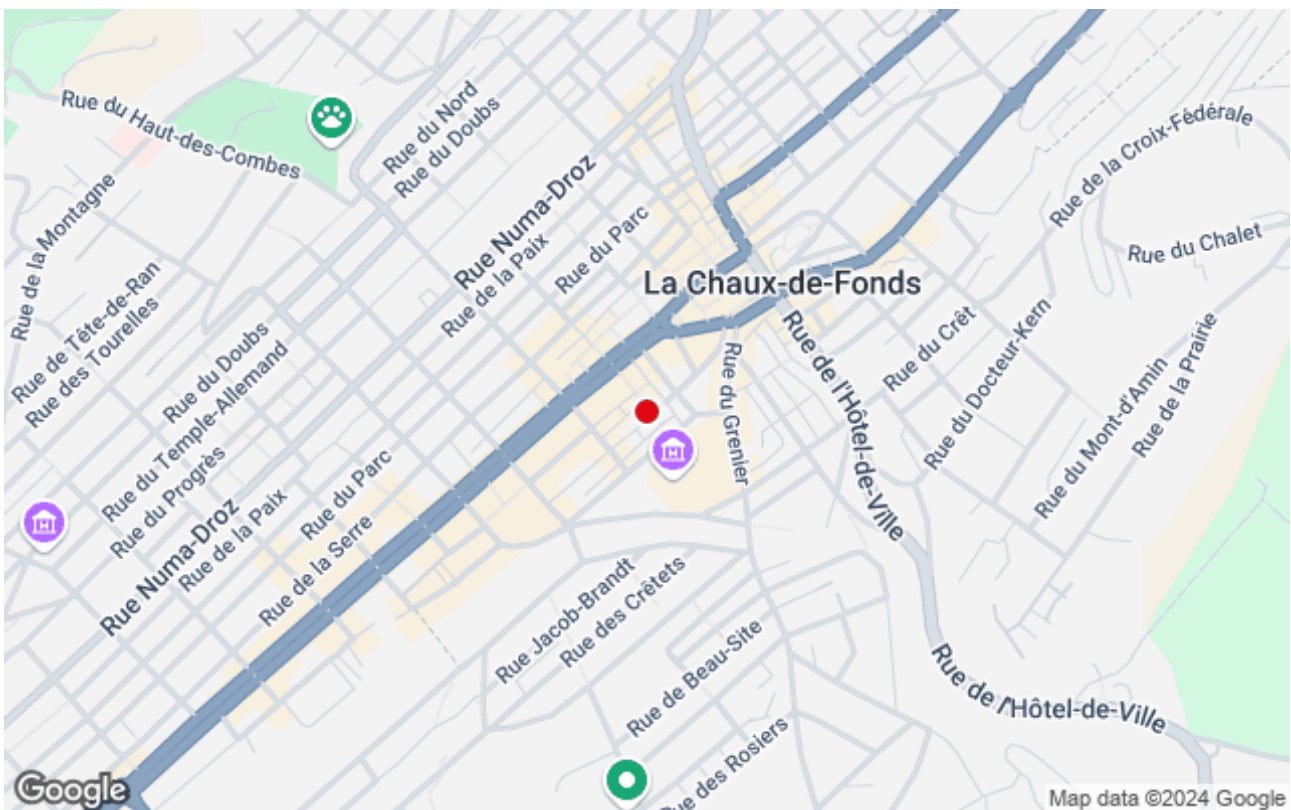 Rue du Haut-des-Combes
Rue du Nord
Rue du Doubs
Rue de la Croix-Fédérale
Rue de la Montagne
Rue Numa-Droz
Rue du Parc
Rue de la Paix
Rue du Chalet
La Chaux-de-Fonds
Rue de Tête-de-Ran
Rue des Tourelles
Rue du Doubs
Rue du Temple-Allemand
Rue du Progrès
Rue Numa-Droz
Rue de la Paix
Rue du Parc
Rue de la Serre
Rue du Grenier
Rue de l'Hôtel-de-Ville
Rue du Crêt
Rue du Docteur-Kern
Rue du Mont-d'Amin
Rue de la Prairie
Rue Jacob-Brandt
Rue des Crêtets
Rue de Beau-Site
Rue des Rosiers
Rue de l'Hôtel-de-Ville
Google
Map data ©2024 Google